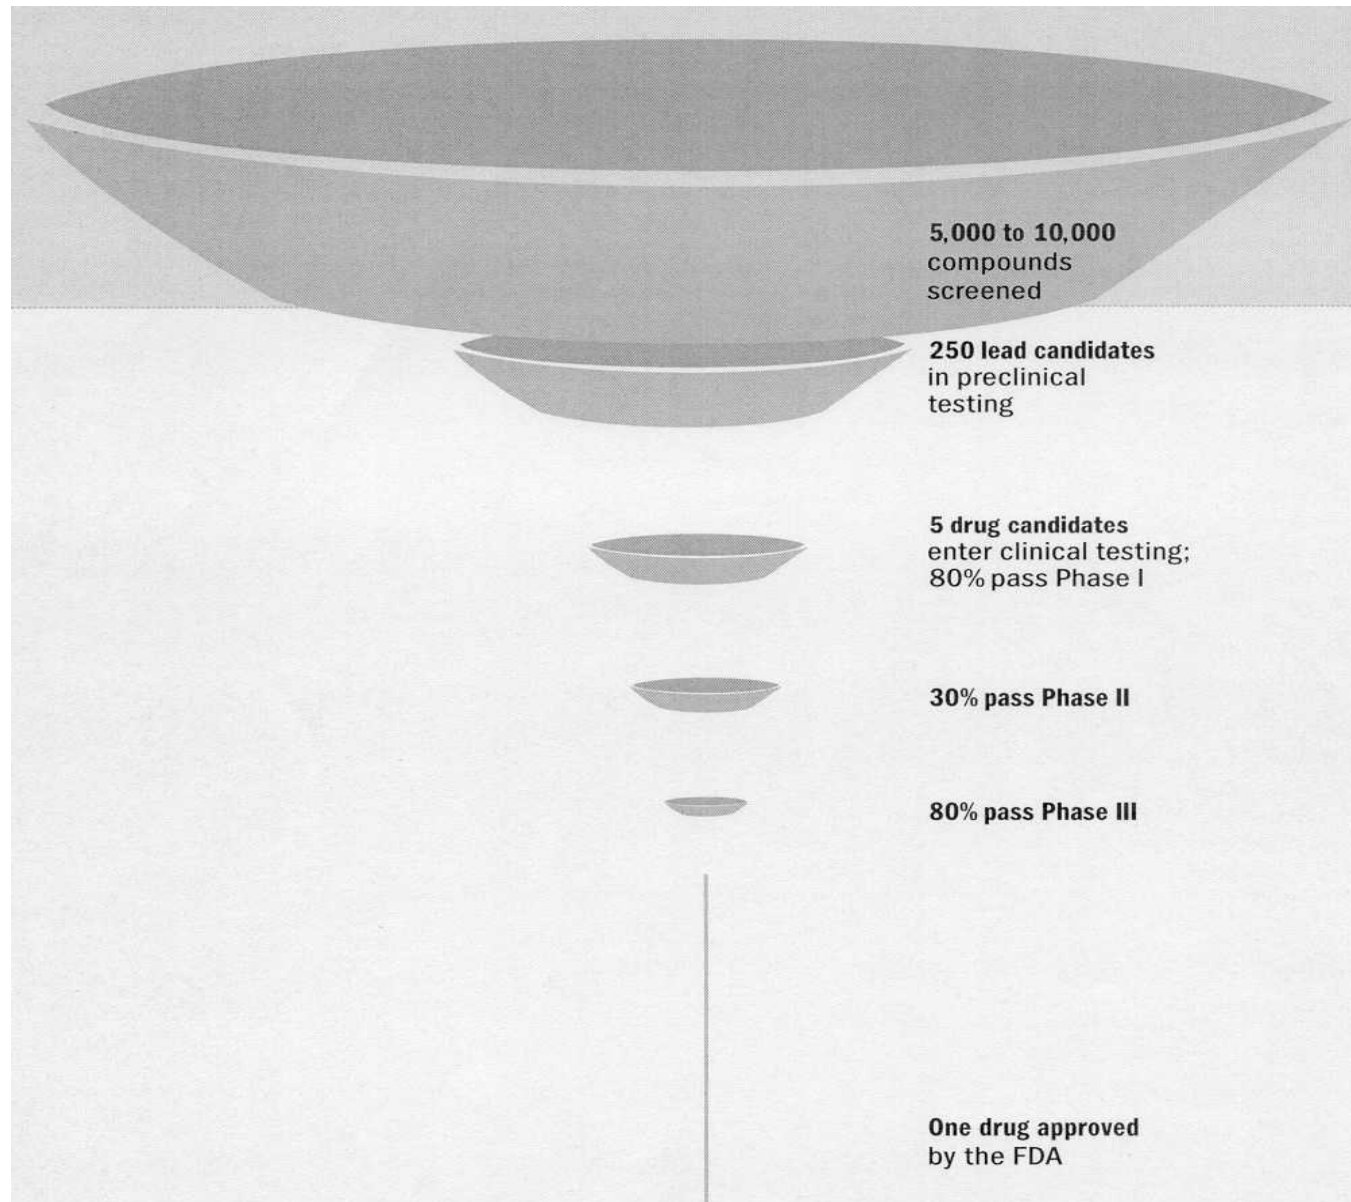 5,000 to 10,000
compounds
screened
250 lead candidates
in preclinical
testing
5 drug candidates
enter clinical testing;
80% pass Phase I
30% pass Phase II
80% pass Phase III
One drug approved
by the FDA